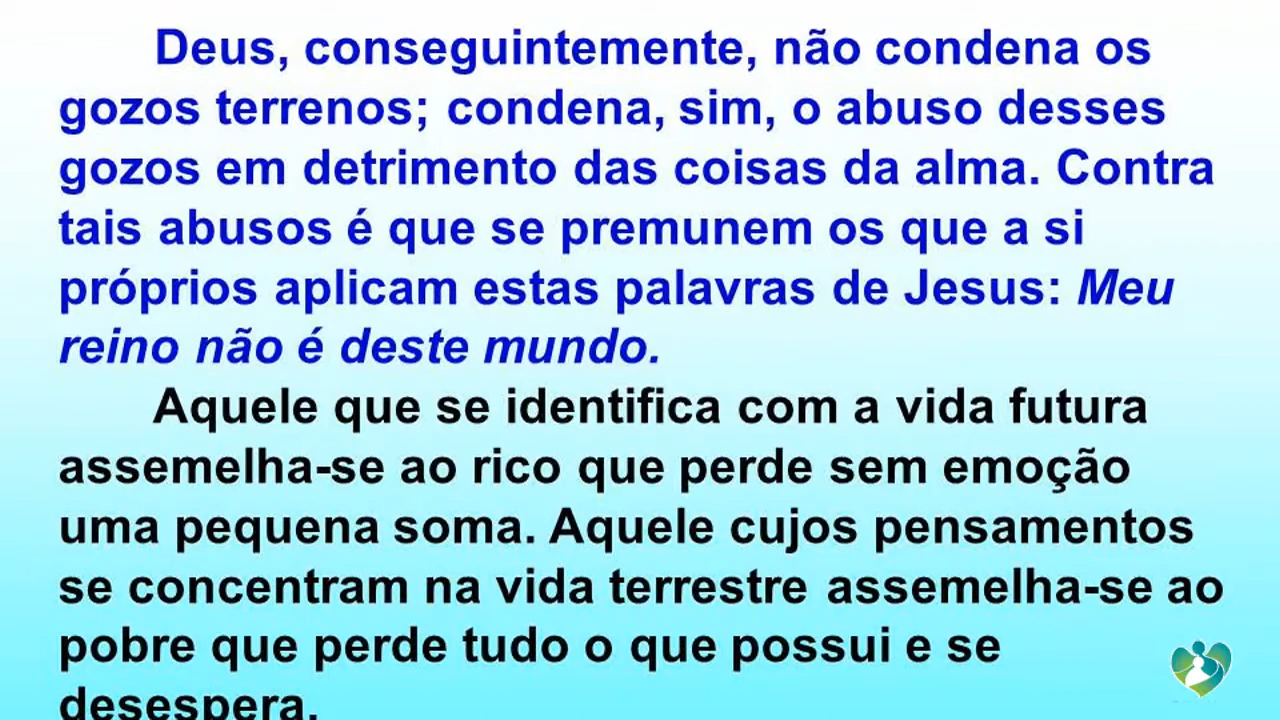 Deus, conseguintemente, não condena os
gozos terrenos; condena, sim, o abuso desses
gozos em detrimento das coisas da alma. Contra
tais abusos é que se premunem os que a si
próprios aplicam estas palavras de Jesus: Meu
reino não é deste mundo.
Aquele que se identifica com a vida futura
assemelha-se ao rico que perde sem emoção
uma pequena soma. Aquele cujos pensamentos
se concentram na vida terrestre assemelha-se ao
pobre que perde tudo o que possui e se
desespera.